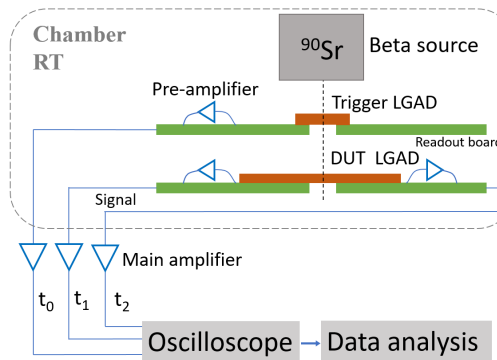 Chamber
RT
⁹⁰Sr
Beta source
Pre-amplifier
Trigger LGAD
Readout board
DUT LGAD
Signal
Main amplifier
t₀
t₁
t₂
Oscilloscope
Data analysis